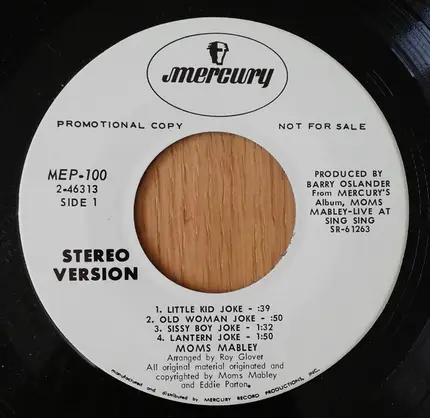 mercury
PROMOTIONAL COPY
NOT FOR SALE
MEP-100
2-46313
SIDE 1
STEREO
VERSION
PRODUCED BY
BARRY OSLANDER
From MERCURY'S
Album, MOMS
MABLEY-LIVE AT
SING SING
SR-61263
1. LITTLE KID JOKE - :39
2. OLD WOMAN JOKE - :50
3. SISSY BOY JOKE - 1:32
4. LANTERN JOKE - 1:50
MOMS MABLEY
Arranged by Roy Glover
All original material originated and
copyrighted by Moms Mabley
and Eddie Parton.
manufactured and distributed by MERCURY RECORD PRODUCTIONS, INC.